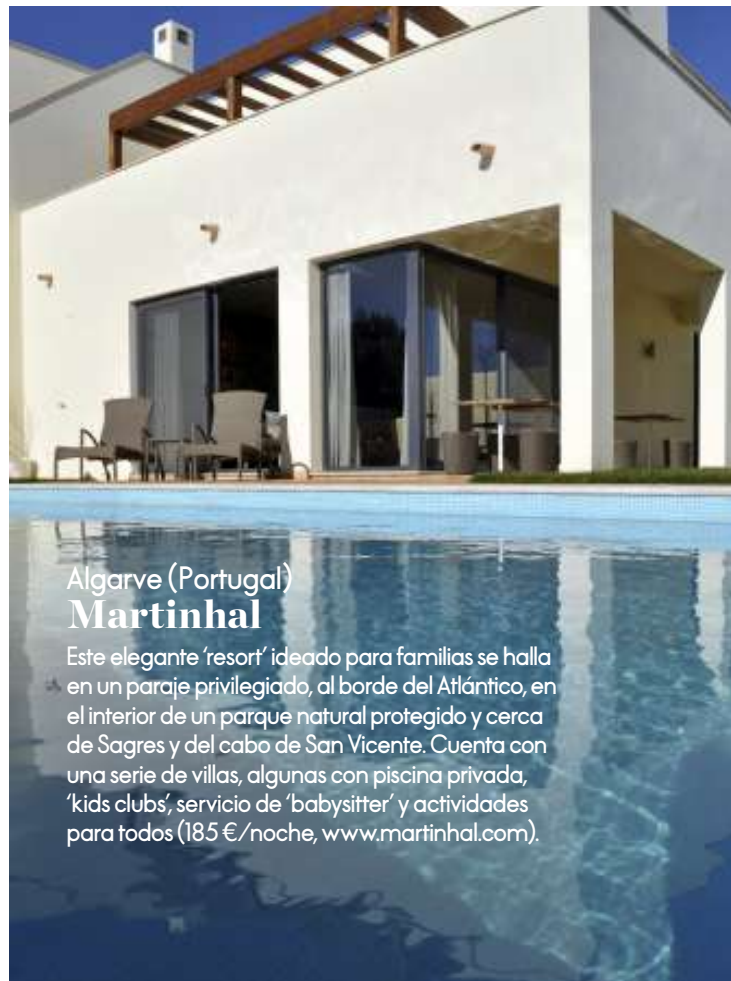 Algarve (Portugal)
Martinhal
Este elegante ‘resort’ ideado para familias se halla
en un paraje privilegiado, al borde del Atlántico, en
el interior de un parque natural protegido y cerca
de Sagres y del cabo de San Vicente. Cuenta con
una serie de villas, algunas con piscina privada,
‘kids clubs’, servicio de ‘babysitter’ y actividades
para todos (185 €/noche, www.martinhal.com).